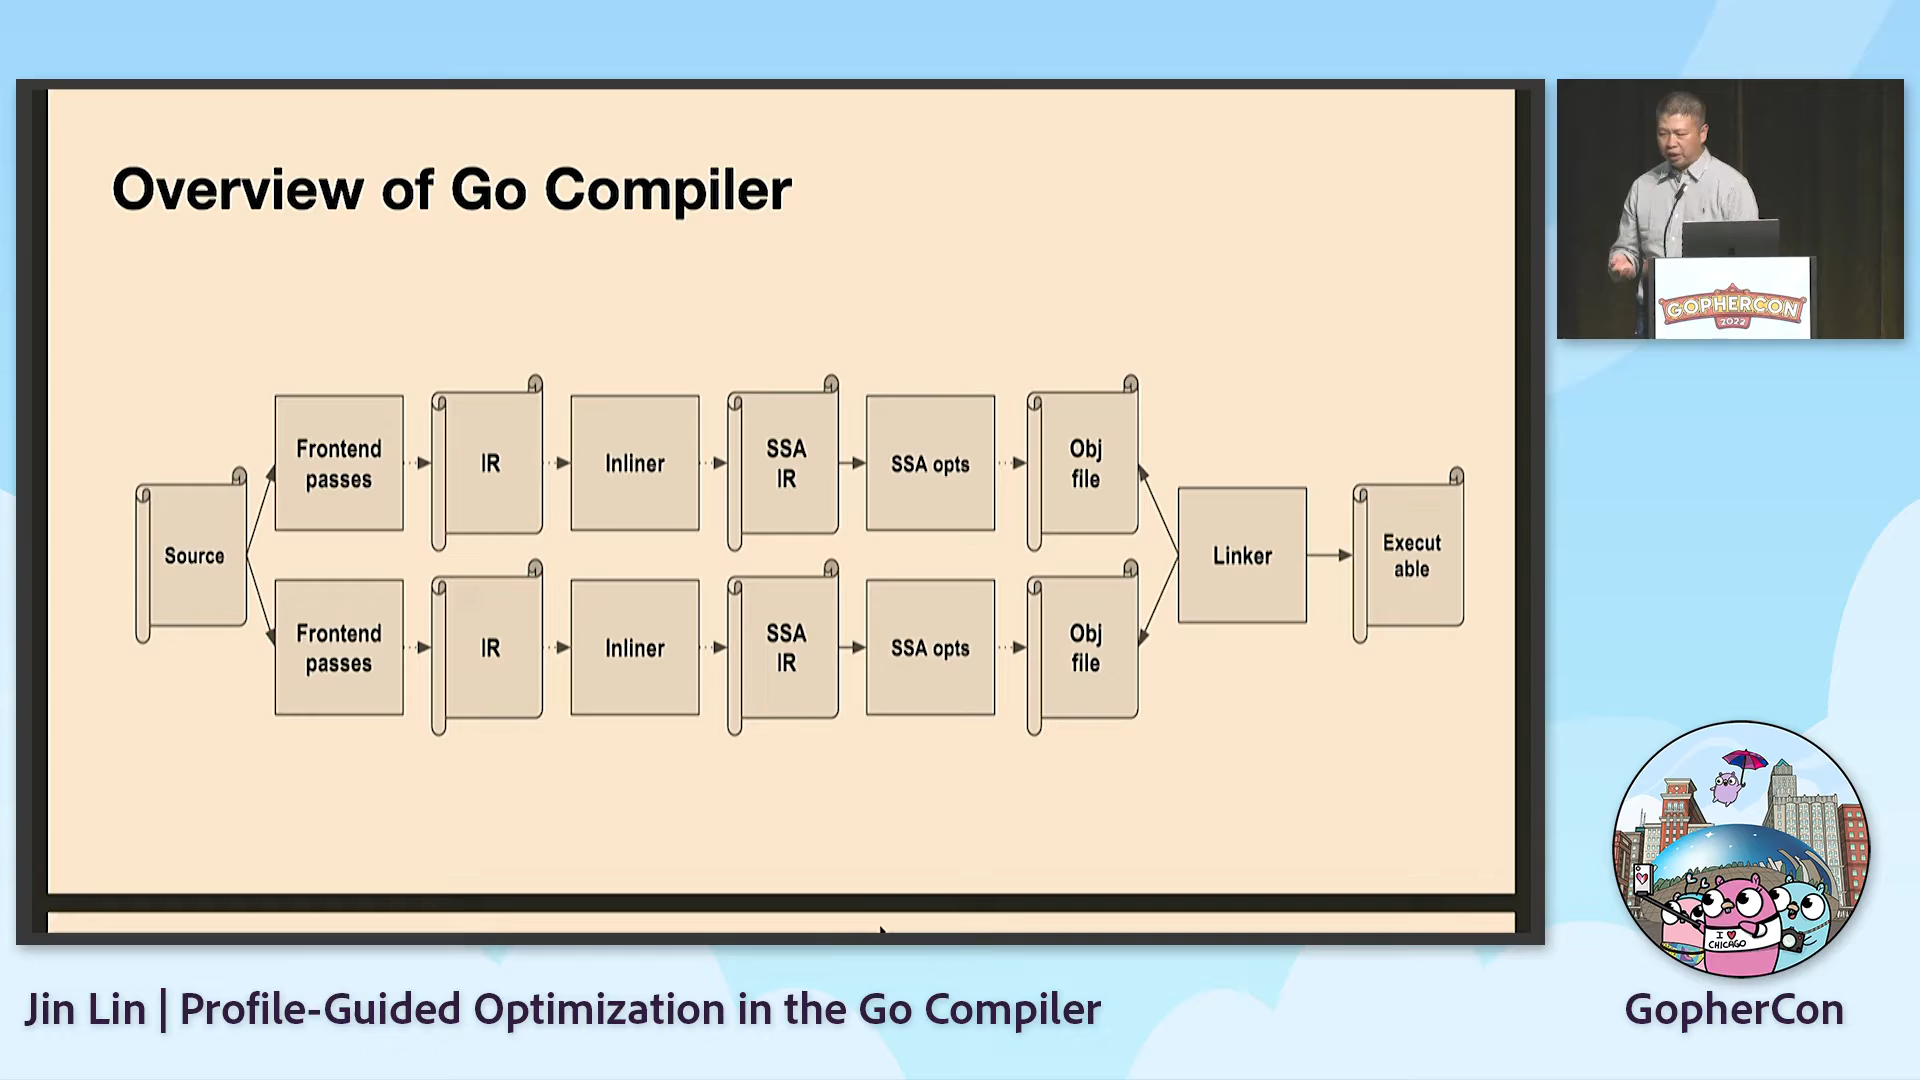 Overview of Go Compiler
Source
Frontend
passes
IR
Inliner
SSA
IR
SSA opts
Obj
file
Frontend
passes
IR
Inliner
SSA
IR
SSA opts
Obj
file
Linker
Execut
able
GOPHERCON
2022
I
CHICAGO
Jin Lin | Profile-Guided Optimization in the Go Compiler
GopherCon